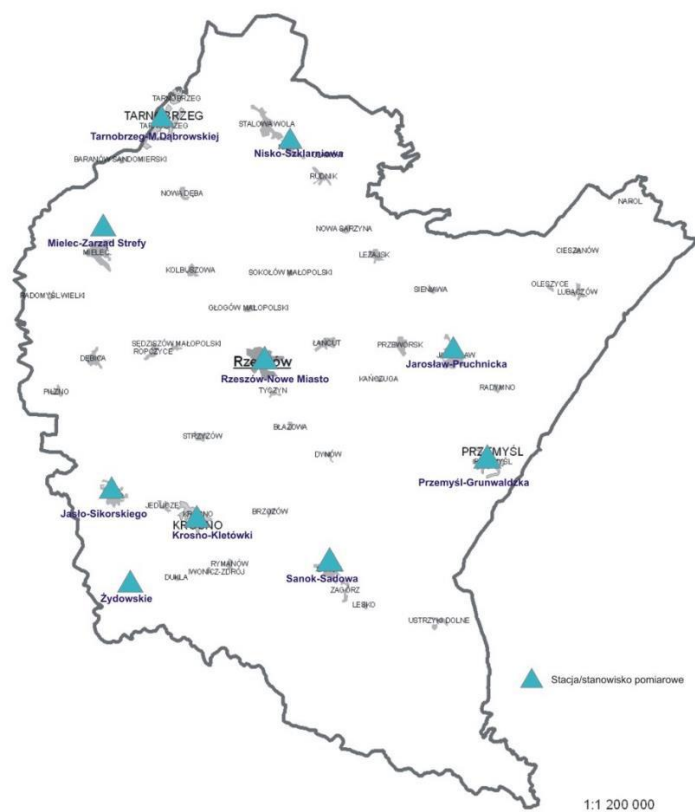 TARNOBRZEG
TARNOBRZEG
Tarnobrzeg-M.Dąbrowskiej
STALOWA WOLA
Nisko-Szklarniowa
BARANÓW SANDOMIERSKI
RUDNIK
NOWA DĘBA
NAROL
Mielec-Zarząd Strefy
MIELEC
NOWA SARZYNA
LEŻAJSK
CIESZANÓW
KOLBUSZOWA
SOKOŁÓW MAŁOPOLSKI
OLESZYCE
SIENIAWA
LUBACZÓW
RADOMYŚL WIELKI
GŁOGÓW MAŁOPOLSKI
SĘDZISZÓW MAŁOPOLSKI
ŁAŃCUT
PRZEWORSK
ROPCZYCE
DĘBICA
Rzeszów
Jarosław-Pruchnicka
Rzeszów-Nowe Miasto
KAŃCZUGA
RADYMNO
PILZNO
TYCZYN
BŁAŻOWA
STRZYŻÓW
DYNÓW
PRZEMYŚL
Przemyśl-Grunwaldzka
Jasło-Sikorskiego
JEDLICZE
KROSNO
KROSNO
Krosno-Kletówki
BRZOZÓW
RYMANÓW
IWONICZ-ZDRÓJ
DUKLA
Żydowskie
Sanok-Sadowa
ZAGÓRZ
LESKO
USTRZYKI DOLNE
Stacja/stanowisko pomiarowe
1:1 200 000